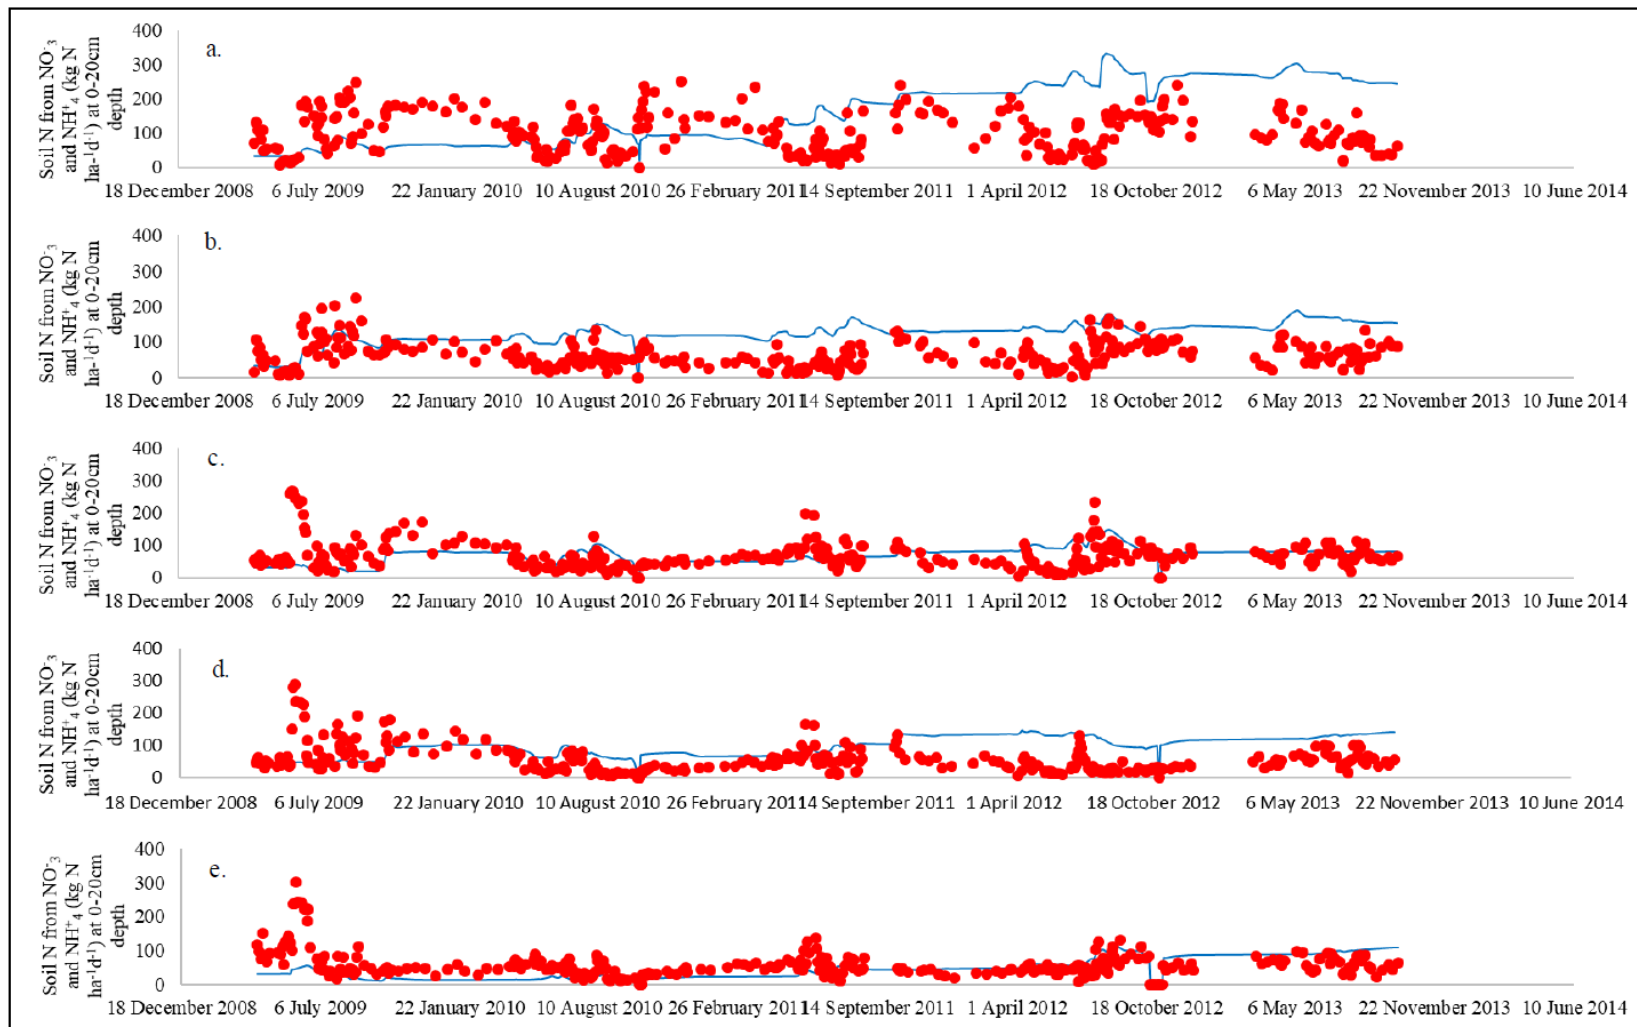 a.
Soil N from NO⁻₃
and NH⁺₄ (kg N
ha⁻¹d⁻¹) at 0-20cm
depth
400
300
200
100
0
18 December 2008 6 July 2009 22 January 2010 10 August 2010 26 February 2011 14 September 2011 1 April 2012 18 October 2012 6 May 2013 22 November 2013 10 June 2014
b.
Soil N from NO⁻₃
and NH⁺₄ (kg N
ha⁻¹d⁻¹) at 0-20cm
depth
400
300
200
100
0
18 December 2008 6 July 2009 22 January 2010 10 August 2010 26 February 2011 14 September 2011 1 April 2012 18 October 2012 6 May 2013 22 November 2013 10 June 2014
c.
Soil N from NO⁻₃
and NH⁺₄ (kg N
ha⁻¹d⁻¹) at 0-20cm
depth
400
300
200
100
0
18 December 2008 6 July 2009 22 January 2010 10 August 2010 26 February 2011 14 September 2011 1 April 2012 18 October 2012 6 May 2013 22 November 2013 10 June 2014
d.
Soil N from NO⁻₃
and NH⁺₄ (kg N
ha⁻¹d⁻¹) at 0-20cm
depth
400
300
200
100
0
18 December 2008 6 July 2009 22 January 2010 10 August 2010 26 February 2011 14 September 2011 1 April 2012 18 October 2012 6 May 2013 22 November 2013 10 June 2014
e.
Soil N from NO⁻₃
and NH⁺₄ (kg N
ha⁻¹d⁻¹) at 0-20cm
depth
400
300
200
100
0
18 December 2008 6 July 2009 22 January 2010 10 August 2010 26 February 2011 14 September 2011 1 April 2012 18 October 2012 6 May 2013 22 November 2013 10 June 2014